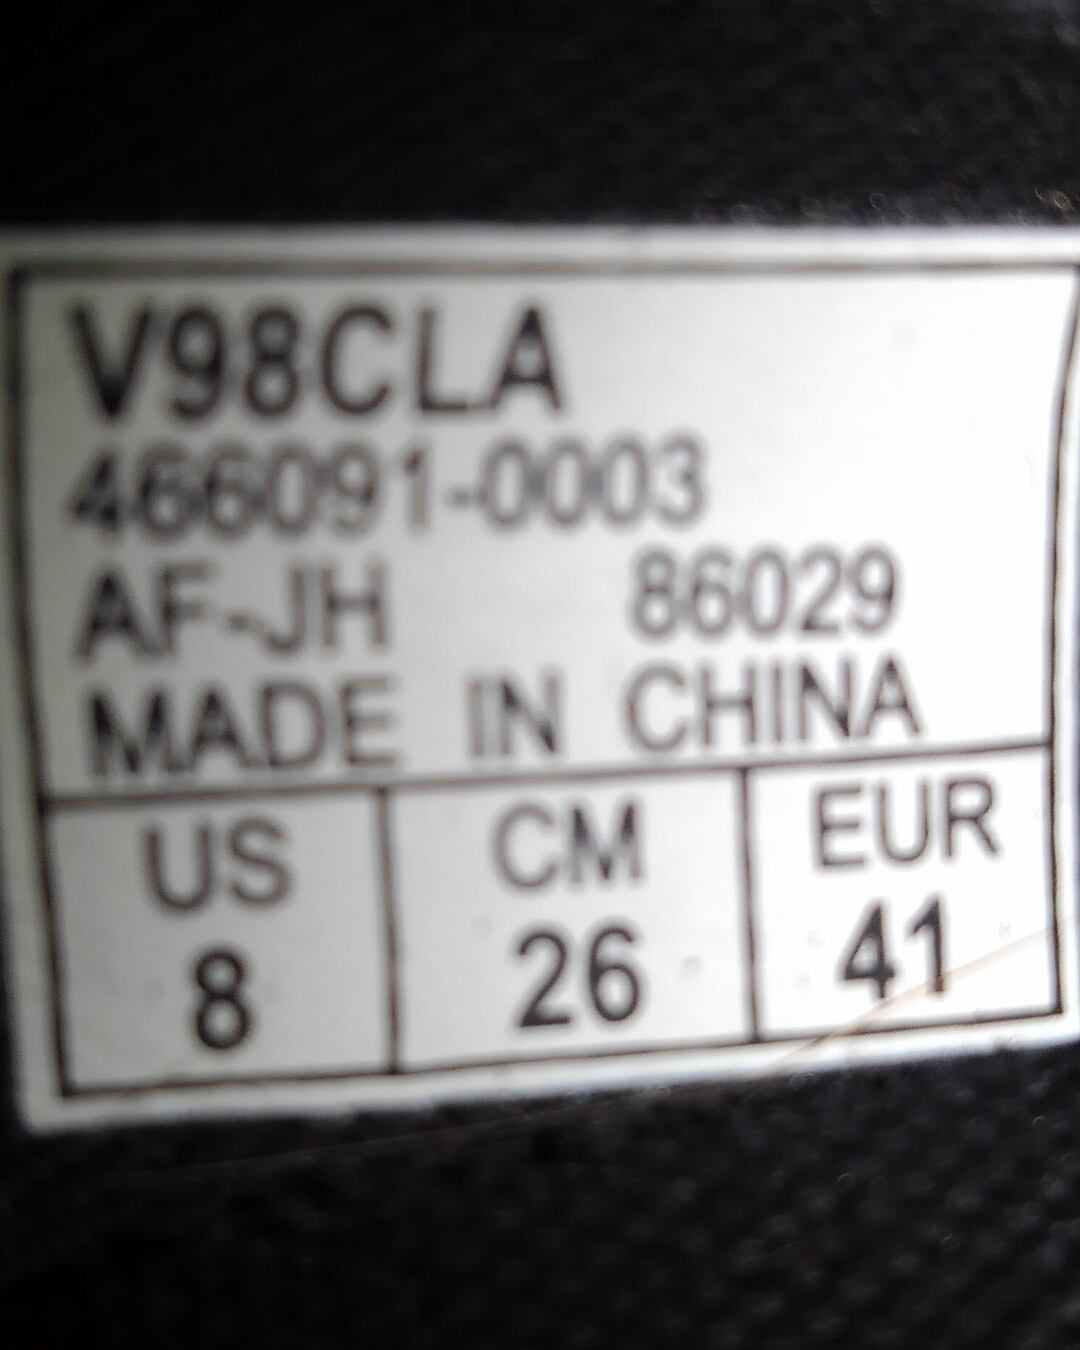 V98CLA
466091-0003
AF-JH 86029
MADE IN CHINA
US CM EUR
8 26 41